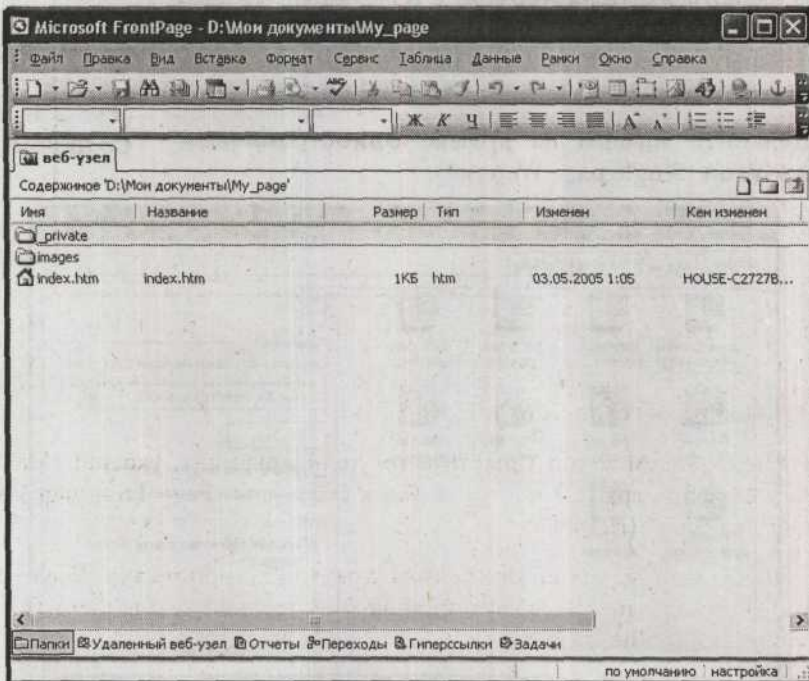 Microsoft FrontPage - D:\Мои документы\My_page
Файл Правка Вид Вставка Формат Сервис Таблица Данные Рамки Окно Справка
Ж К Ч
веб-узел
Содержимое 'D:\Мои документы\My_page'
Имя Название Размер Тип Изменен Кем изменен
_private
images
index.htm index.htm 1КБ htm 03.05.2005 1:05 HOUSE-C2727B...
Папки Удаленный веб-узел Отчеты Переходы Гиперссылки Задачи
по умолчанию настройка